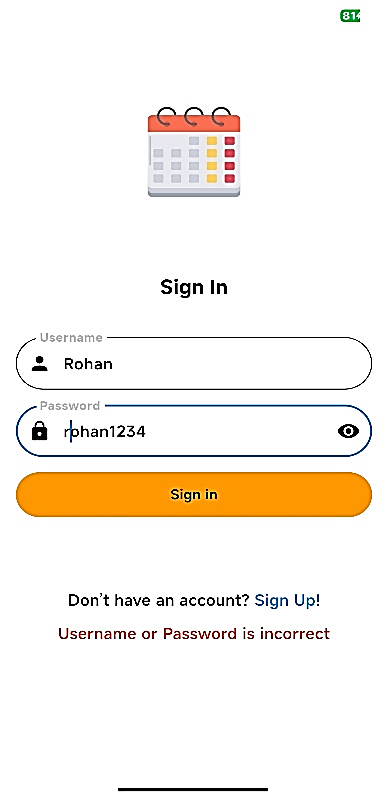 Sign In
Username
Rohan
Password
rohan1234
Sign in
Don't have an account? Sign Up!
Username or Password is incorrect